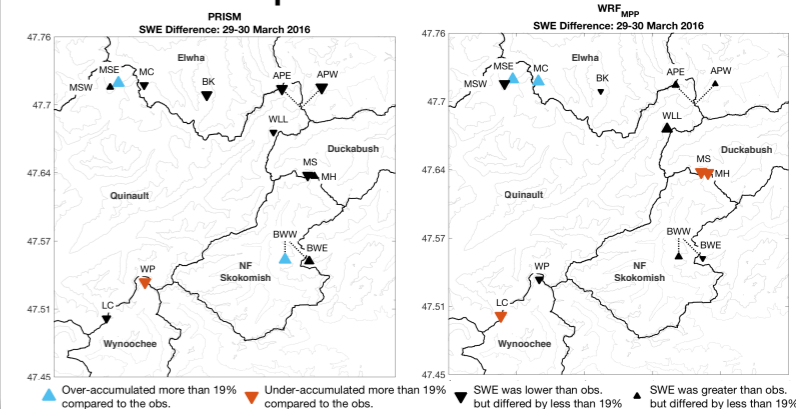 PRISM
SWE Difference: 29-30 March 2016
47.76
47.7
47.64
47.57
47.51
47.45
Elwha
MSE
MC
MSW
BK
APE
APW
WLL
Duckabush
MS
MH
Quinault
BWW
BWE
NF
Skokomish
WP
LC
Wynoochee
WRF MPP
SWE Difference: 29-30 March 2016
47.76
47.7
47.64
47.57
47.51
47.45
Elwha
MSE
MC
MSW
BK
APE
APW
WLL
Duckabush
MS
MH
Quinault
BWW
BWE
NF
Skokomish
WP
LC
Wynoochee
Over-accumulated more than 19%
compared to the obs.
Under-accumulated more than 19%
compared to the obs.
SWE was lower than obs.
but differed by less than 19%
SWE was greater than obs.
but differed by less than 19%